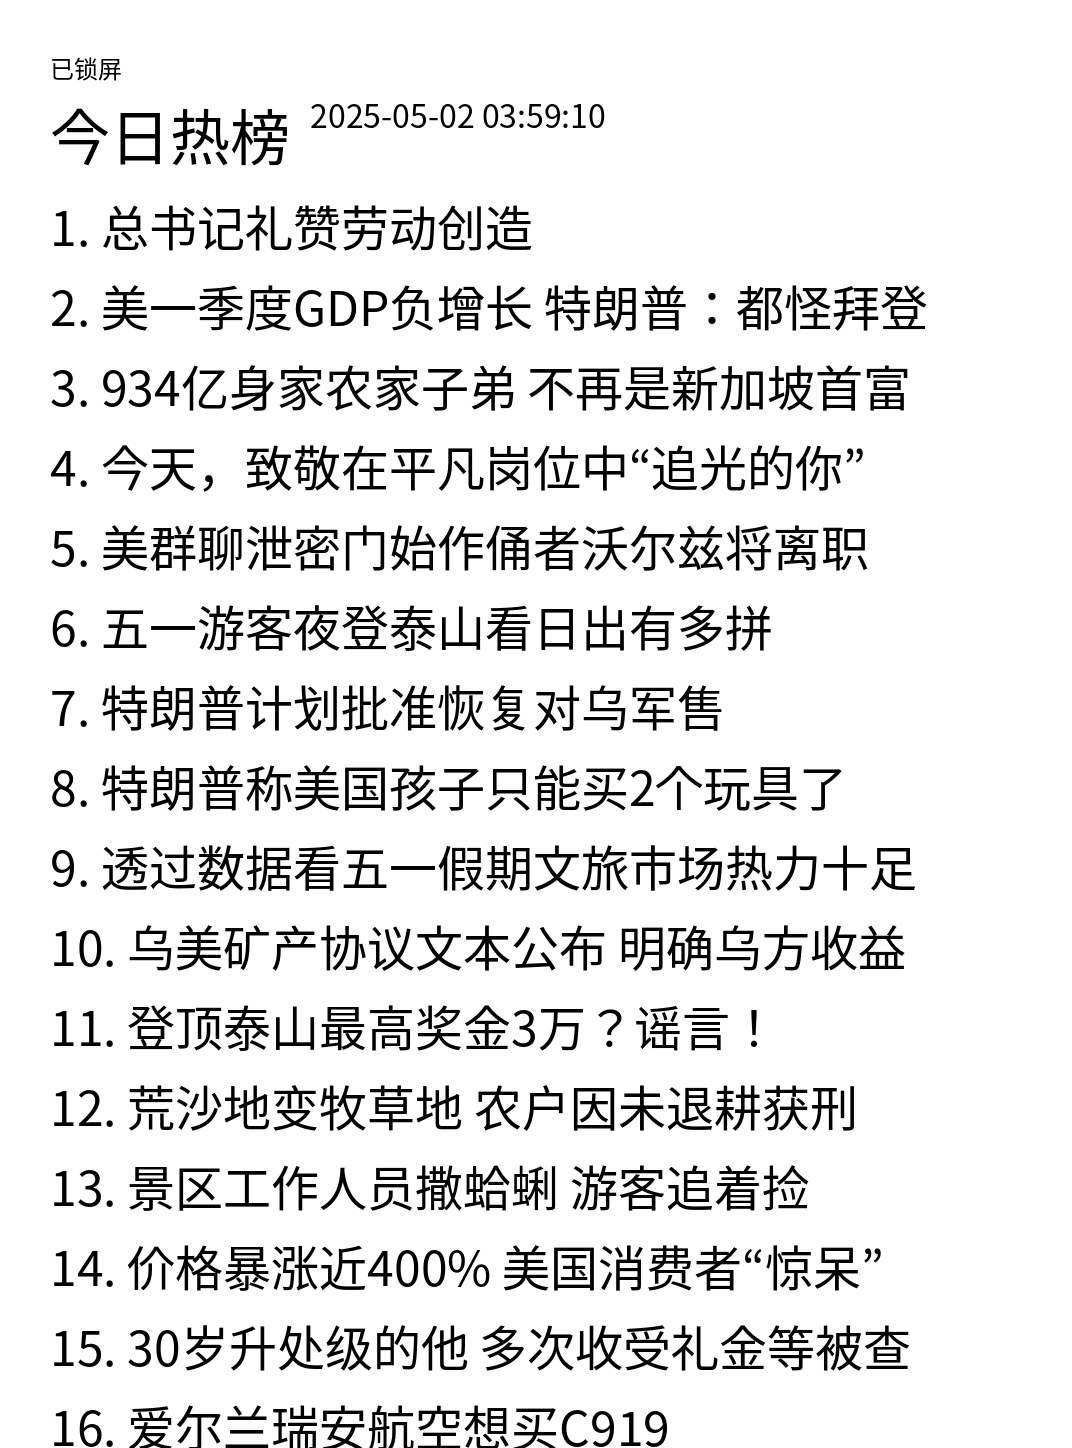 已锁屏
今日热榜 2025-05-02 03:59:10
1. 总书记礼赞劳动创造
2. 美一季度GDP负增长 特朗普：都怪拜登
3. 934亿身家农家子弟 不再是新加坡首富
4. 今天，致敬在平凡岗位中“追光的你”
5. 美群聊泄密门始作俑者沃尔兹将离职
6. 五一游客夜登泰山看日出有多拼
7. 特朗普计划批准恢复对乌军售
8. 特朗普称美国孩子只能买2个玩具了
9. 透过数据看五一假期文旅市场热力十足
10. 乌美矿产协议文本公布 明确乌方收益
11. 登顶泰山最高奖金3万？谣言！
12. 荒沙地变牧草地 农户因未退耕获刑
13. 景区工作人员撒蛤蜊 游客追着捡
14. 价格暴涨近400% 美国消费者“惊呆”
15. 30岁升处级的他 多次收受礼金等被查
16. 爱尔兰瑞安航空想买C919